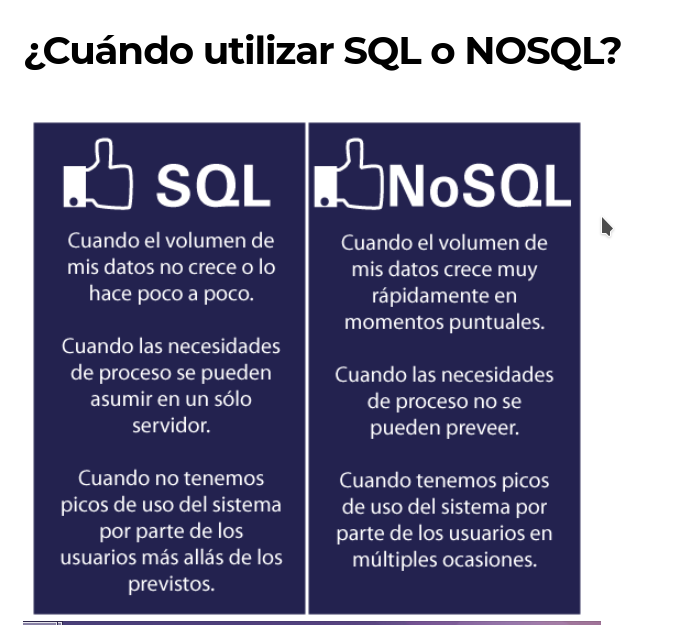 ¿Cuándo utilizar SQL o NOSQL?
SQL
Cuando el volumen de
mis datos no crece o lo
hace poco a poco.
Cuando las necesidades
de proceso se pueden
asumir en un sólo
servidor.
Cuando no tenemos
picos de uso del sistema
por parte de los
usuarios más allás de los
previstos.
NoSQL
Cuando el volumen de
mis datos crece muy
rápidamente en
momentos puntuales.
Cuando las necesidades
de proceso no se
pueden preveer.
Cuando tenemos picos
de uso del sistema por
parte de los usuarios en
múltiples ocasiones.